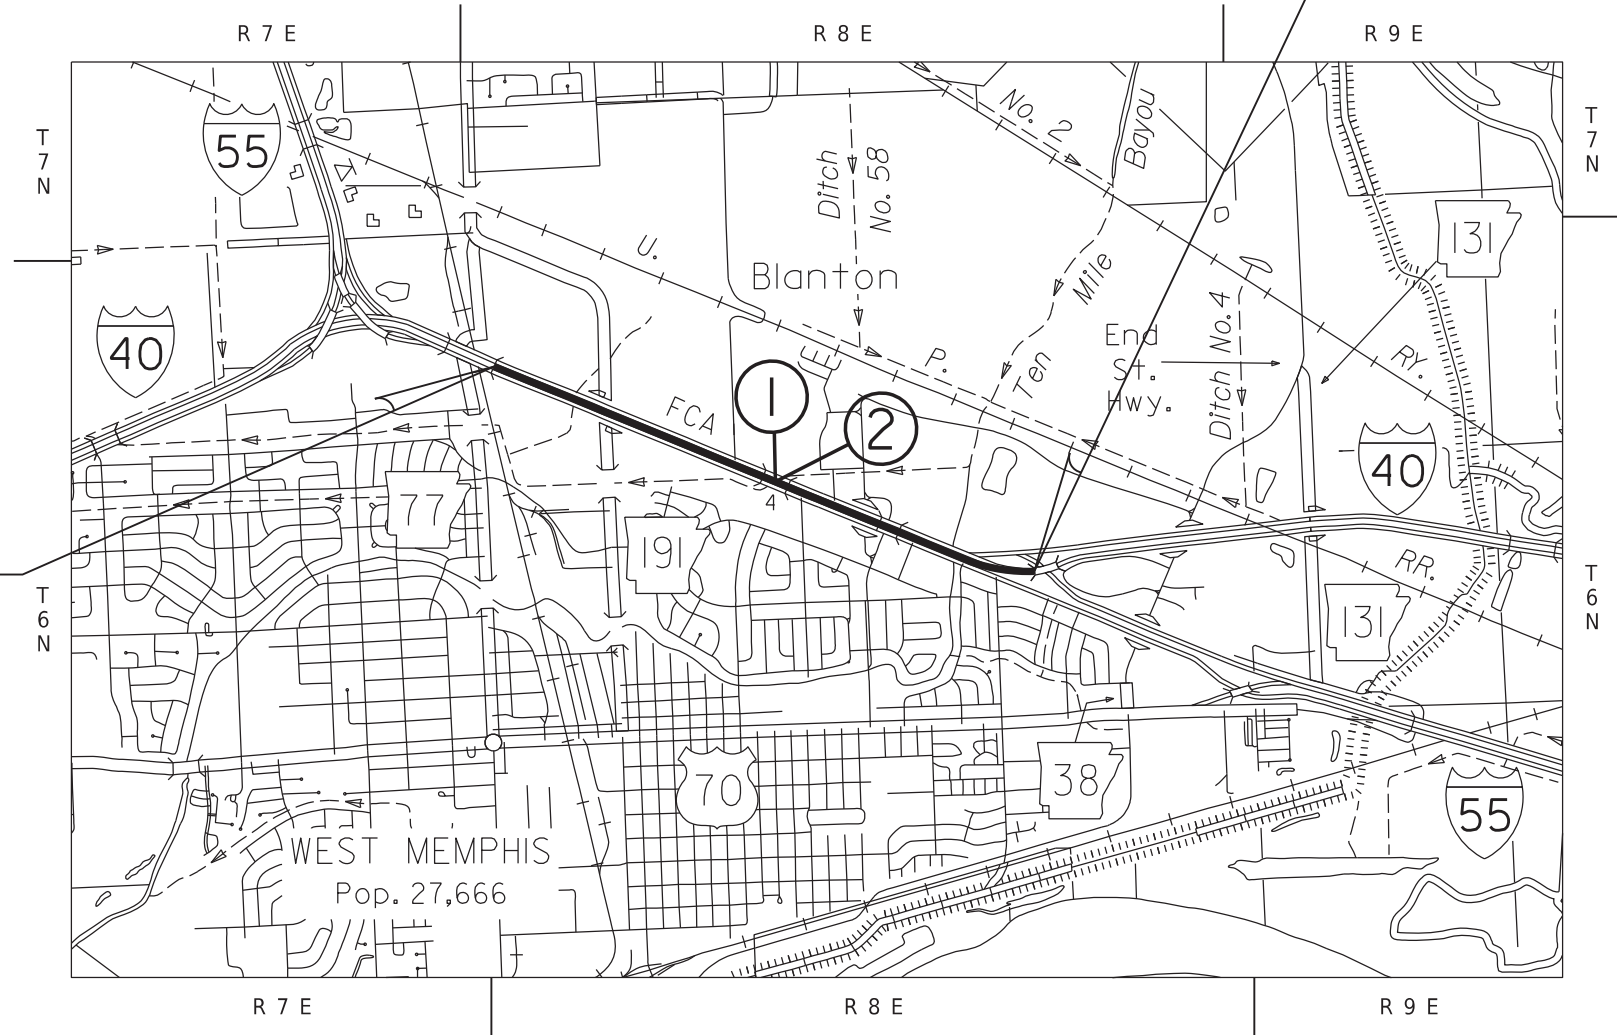 R 7 E
R 8 E
R 9 E
T
7
N
T
7
N
55
No. 2
Bayou
Ditch
No. 58
131
U.
Blanton
Mile
40
End
St.
Hwy.
Ditch No. 4
E
P.
Ten
RY.
1
FCA
2
40
77
4
191
RR.
T
6
N
T
6
N
131
70
38
55
WEST MEMPHIS
Pop. 27,666
R 7 E
R 8 E
R 9 E